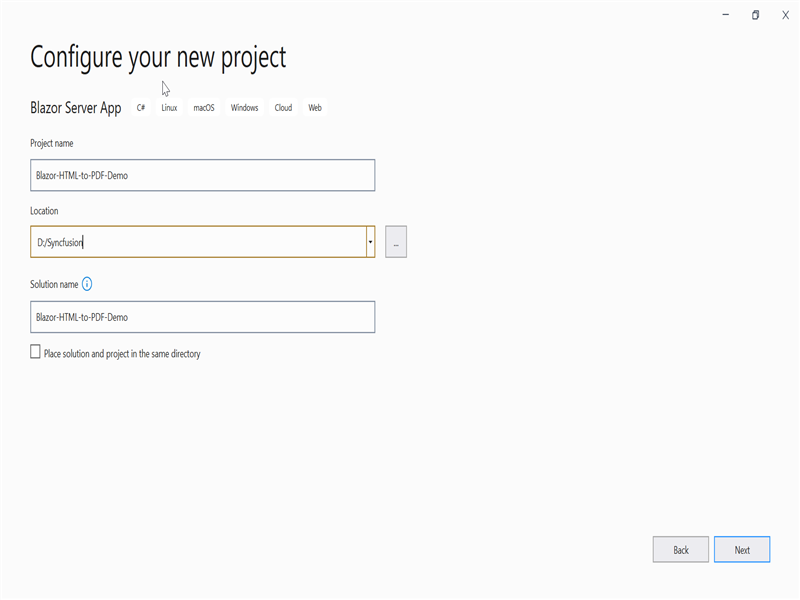 Configure your new project
Blazor Server App C# Linux macOS Windows Cloud Web
Project name
Blazor-HTML-to-PDF-Demo
Location
D:/Syncfusion
...
Solution name
Blazor-HTML-to-PDF-Demo
Place solution and project in the same directory
Back Next